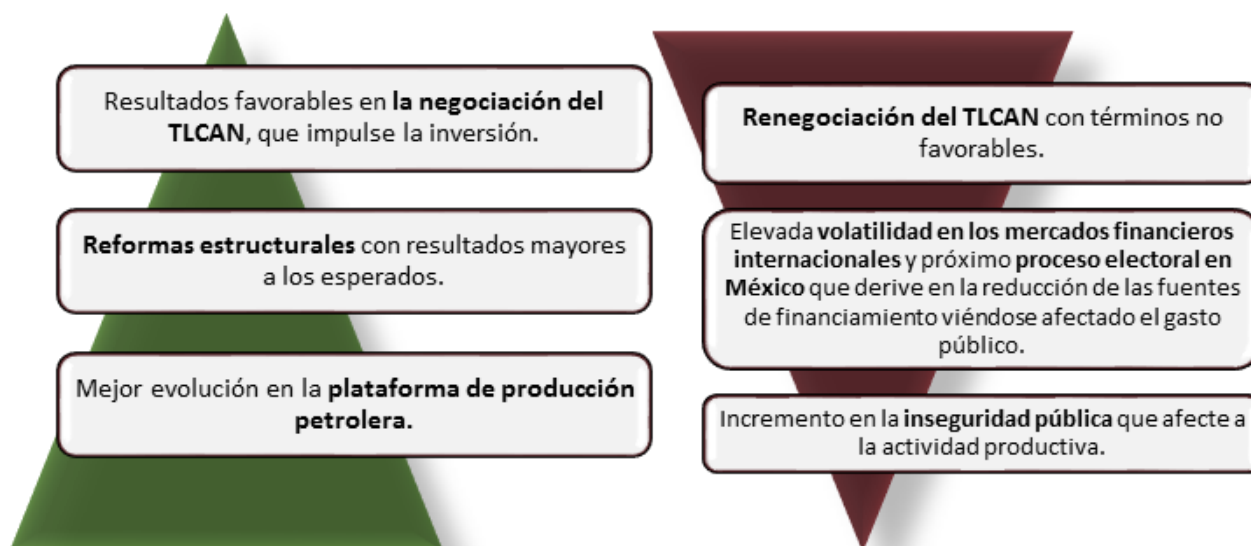 Resultados favorables en la negociación del
TLCAN, que impulse la inversión.
Reformas estructurales con resultados mayores
a los esperados.
Mejor evolución en la plataforma de producción
petrolera.
Renegociación del TLCAN con términos no
favorables.
Elevada volatilidad en los mercados financieros
internacionales y próximo proceso electoral en
México que derive en la reducción de las fuentes
de financiamiento viéndose afectado el gasto
público.
Incremento en la inseguridad pública que afecte a
la actividad productiva.